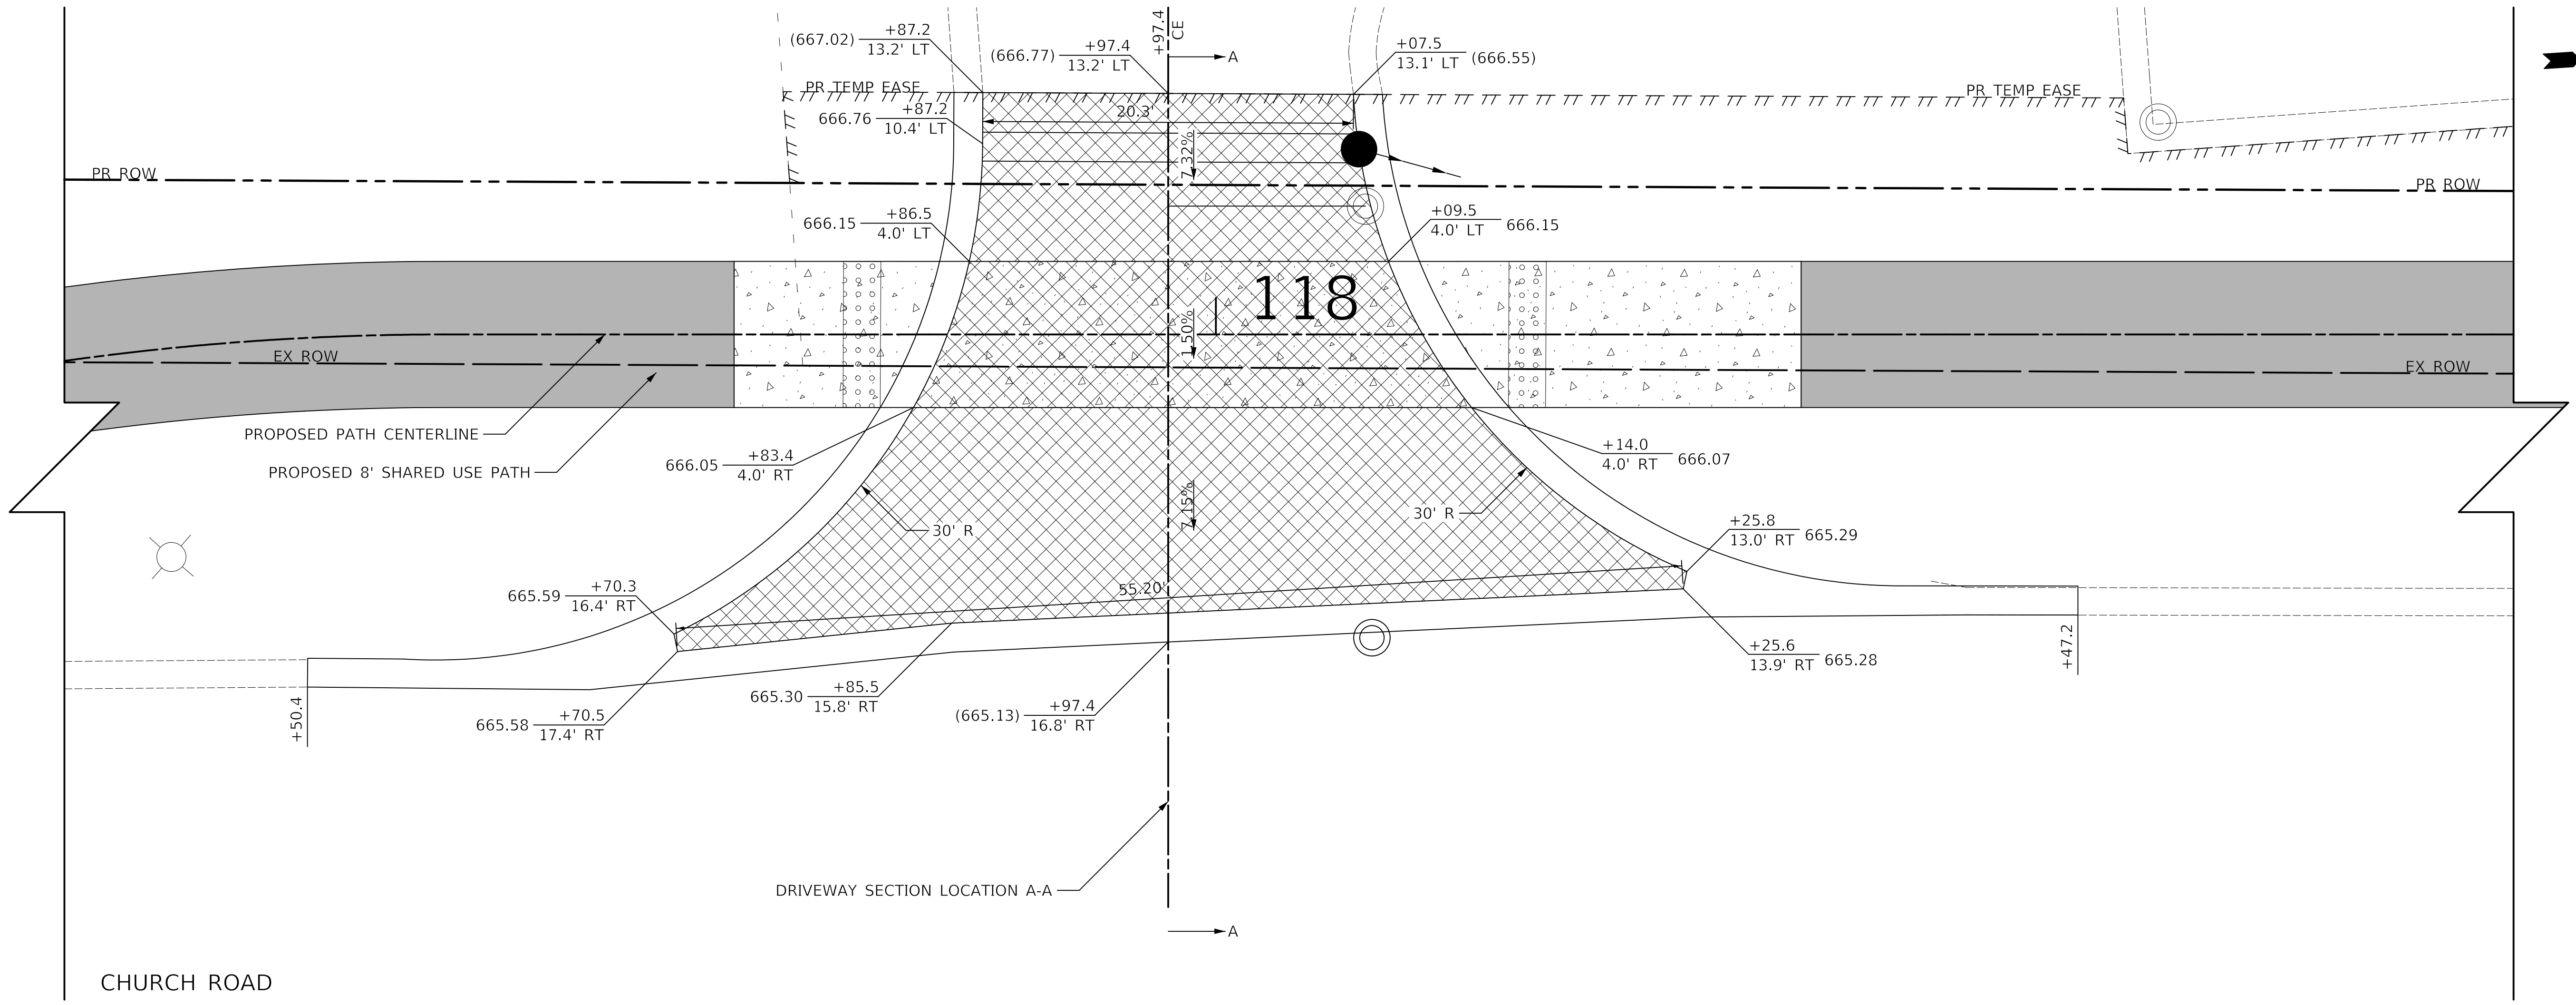 +97.4
CE
+87.2
(667.02)
13.2' LT
+97.4
(666.77)
13.2' LT
A
+07.5
13.1' LT
(666.55)
PR TEMP EASE
PR TEMP EASE
+87.2
666.76
10.4' LT
20.3'
7.32%
PR ROW
PR ROW
+86.5
666.15
4.0' LT
+09.5
4.0' LT
666.15
118
1.50%
EX ROW
EX ROW
PROPOSED PATH CENTERLINE
PROPOSED 8' SHARED USE PATH
+83.4
666.05
4.0' RT
+14.0
4.0' RT
666.07
7.15%
30' R
30' R
+25.8
13.0' RT
665.29
+70.3
665.59
16.4' RT
55.20'
+25.6
13.9' RT
665.28
+47.2
+50.4
+70.5
665.58
17.4' RT
+85.5
665.30
15.8' RT
+97.4
(665.13)
16.8' RT
DRIVEWAY SECTION LOCATION A-A
A
CHURCH ROAD